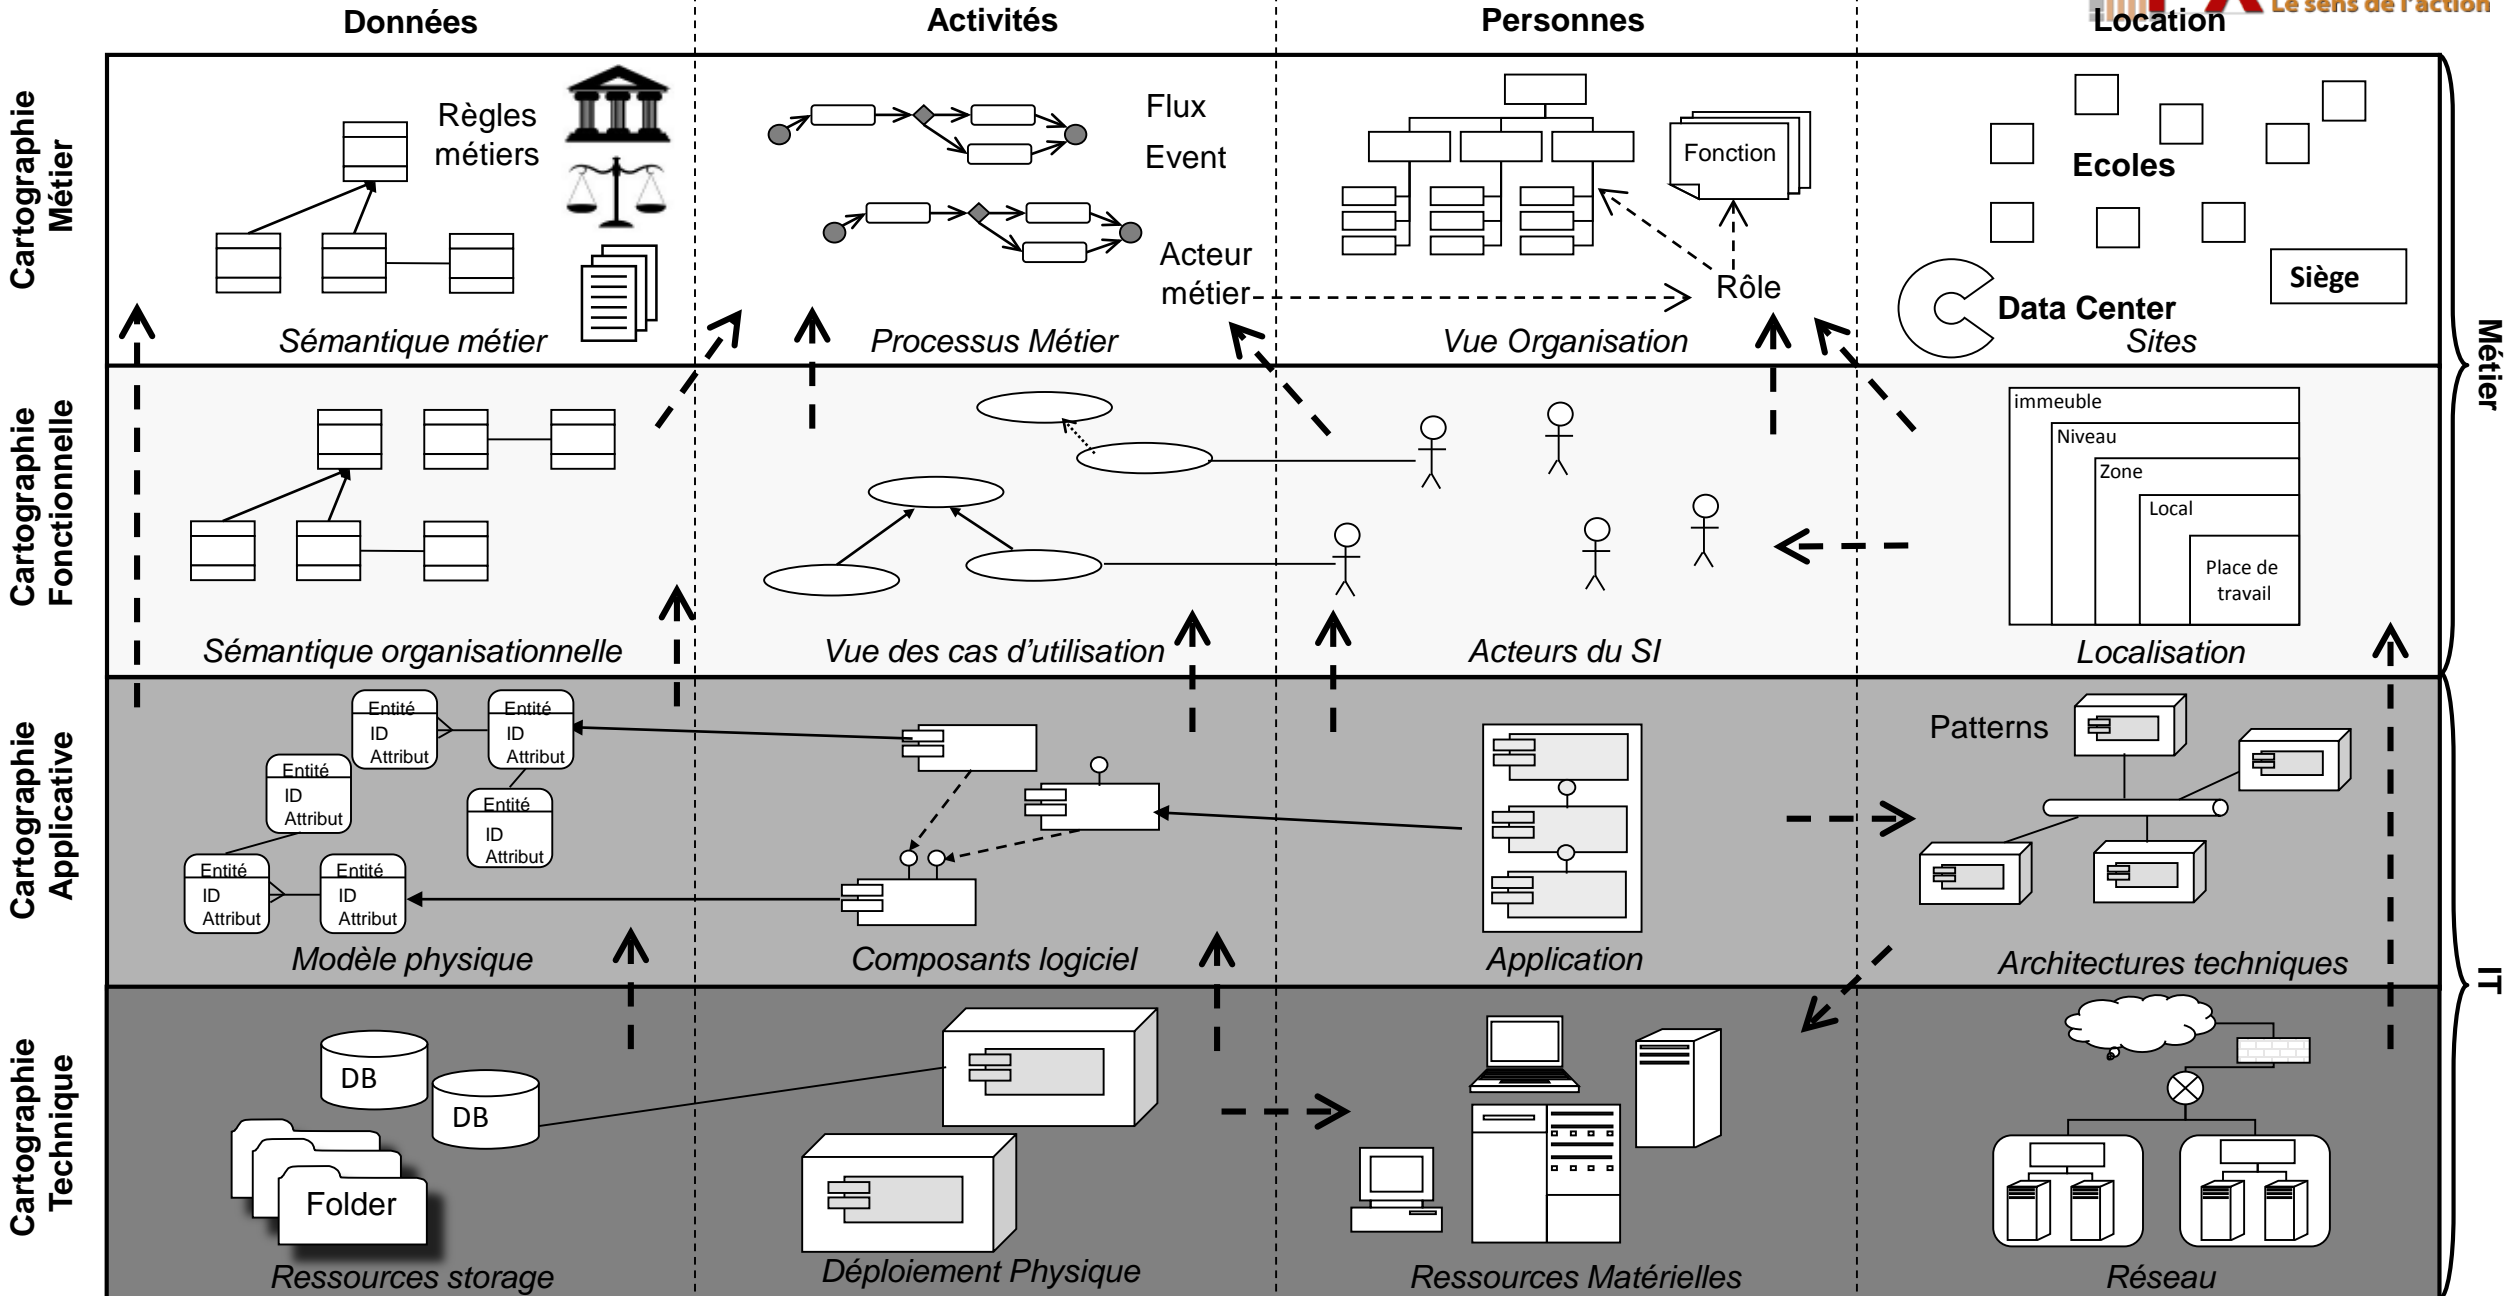 Le sens de l'action
Données
Activités
Personnes
Location
Cartographie
Métier
Règles
métiers
Sémantique métier
Flux
Event
Acteur
métier
Processus Métier
Fonction
Rôle
Vue Organisation
Ecoles
Siège
Data Center
Sites
Métier
Cartographie
Fonctionnelle
Sémantique organisationnelle
Vue des cas d'utilisation
Acteurs du SI
immeuble
Niveau
Zone
Local
Place de
travail
Localisation
Cartographie
Applicative
Entité
ID
Attribut
Entité
ID
Attribut
Entité
ID
Attribut
Entité
ID
Attribut
Entité
ID
Attribut
Entité
ID
Attribut
Modèle physique
Composants logiciel
Application
Patterns
Architectures techniques
IT
Cartographie
Technique
DB
DB
Folder
Ressources storage
Déploiement Physique
Ressources Matérielles
Réseau